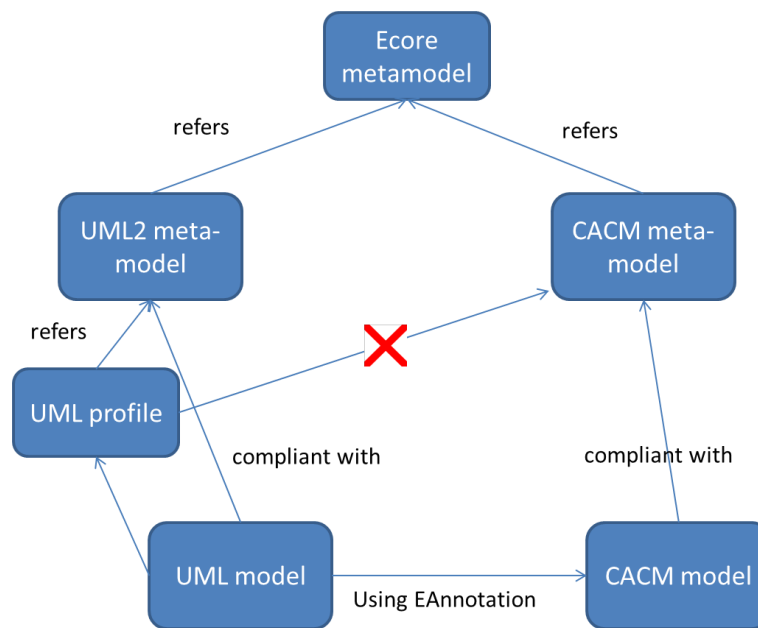 Ecore
metamodel
refers
refers
UML2 meta-
model
CACM meta-
model
refers
UML profile
compliant with
compliant with
UML model
Using EAnnotation
CACM model